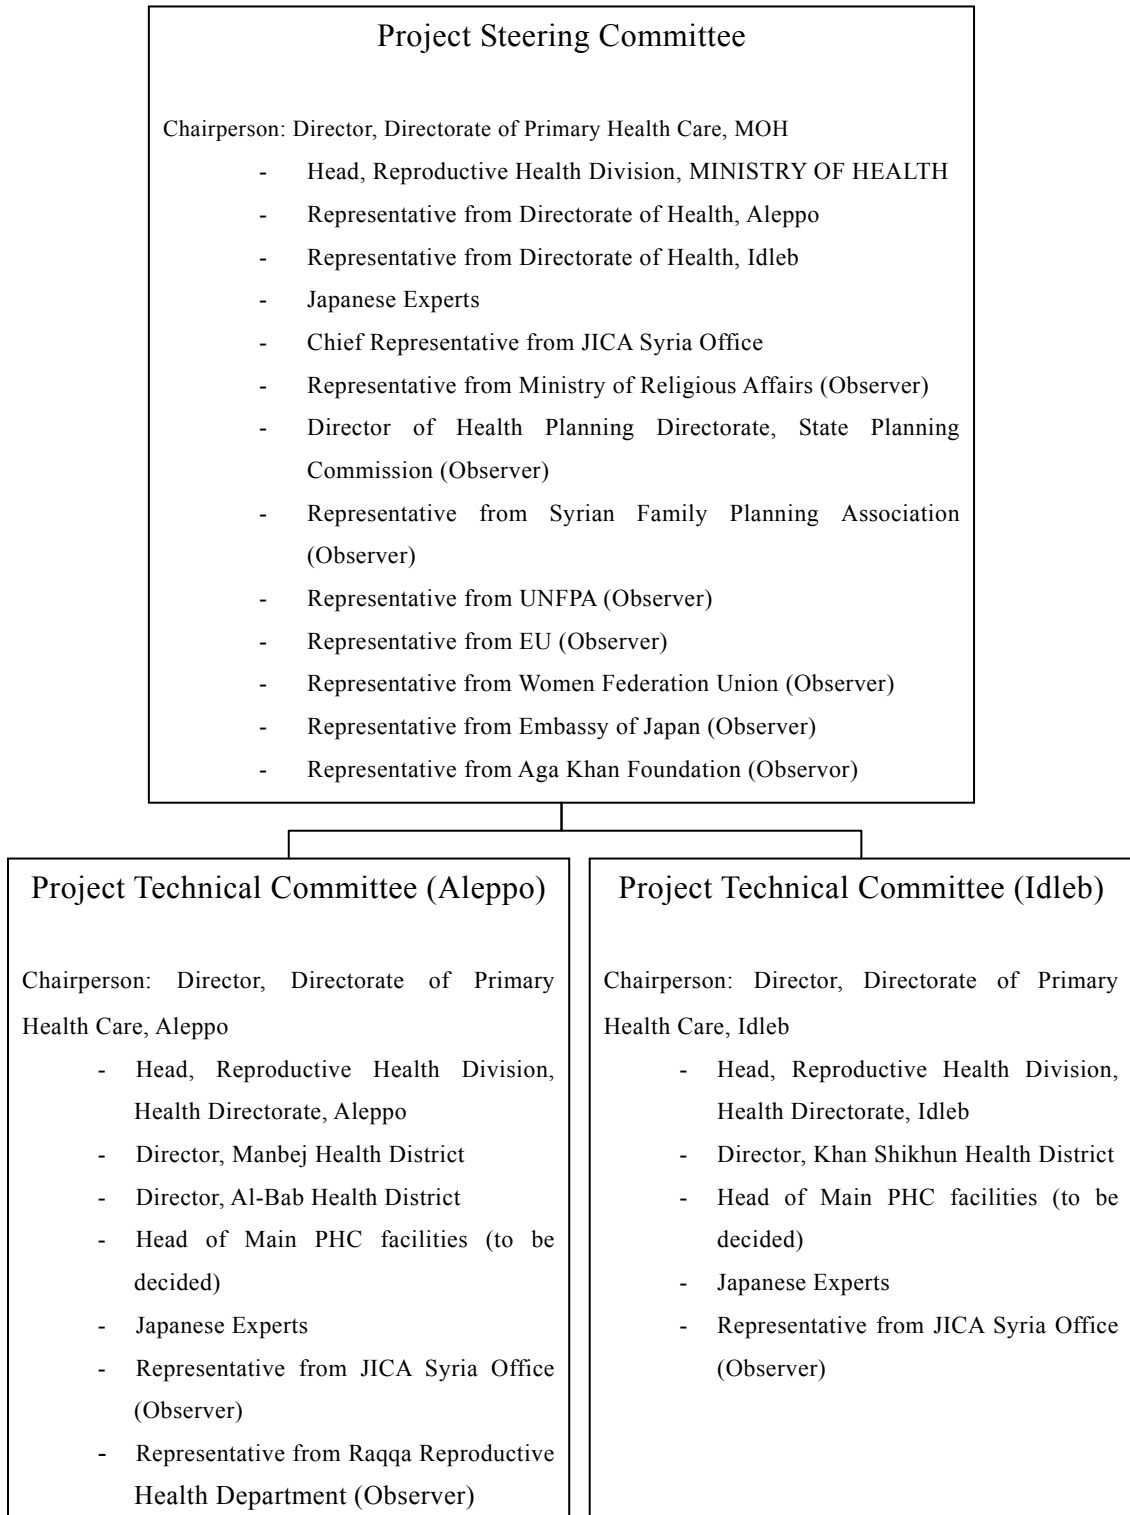 Project Steering Committee
Chairperson: Director, Directorate of Primary Health Care, MOH
- Head, Reproductive Health Division, MINISTRY OF HEALTH
- Representative from Directorate of Health, Aleppo
- Representative from Directorate of Health, Idleb
- Japanese Experts
- Chief Representative from JICA Syria Office
- Representative from Ministry of Religious Affairs (Observer)
- Director of Health Planning Directorate, State Planning
Commission (Observer)
- Representative from Syrian Family Planning Association
(Observer)
- Representative from UNFPA (Observer)
- Representative from EU (Observer)
- Representative from Women Federation Union (Observer)
- Representative from Embassy of Japan (Observer)
- Representative from Aga Khan Foundation (Observor)
Project Technical Committee (Aleppo)
Chairperson: Director, Directorate of Primary
Health Care, Aleppo
- Head, Reproductive Health Division,
Health Directorate, Aleppo
- Director, Manbej Health District
- Director, Al-Bab Health District
- Head of Main PHC facilities (to be
decided)
- Japanese Experts
- Representative from JICA Syria Office
(Observer)
- Representative from Raqqa Reproductive
Health Department (Observer)
Project Technical Committee (Idleb)
Chairperson: Director, Directorate of Primary
Health Care, Idleb
- Head, Reproductive Health Division,
Health Directorate, Idleb
- Director, Khan Shikhun Health District
- Head of Main PHC facilities (to be
decided)
- Japanese Experts
- Representative from JICA Syria Office
(Observer)